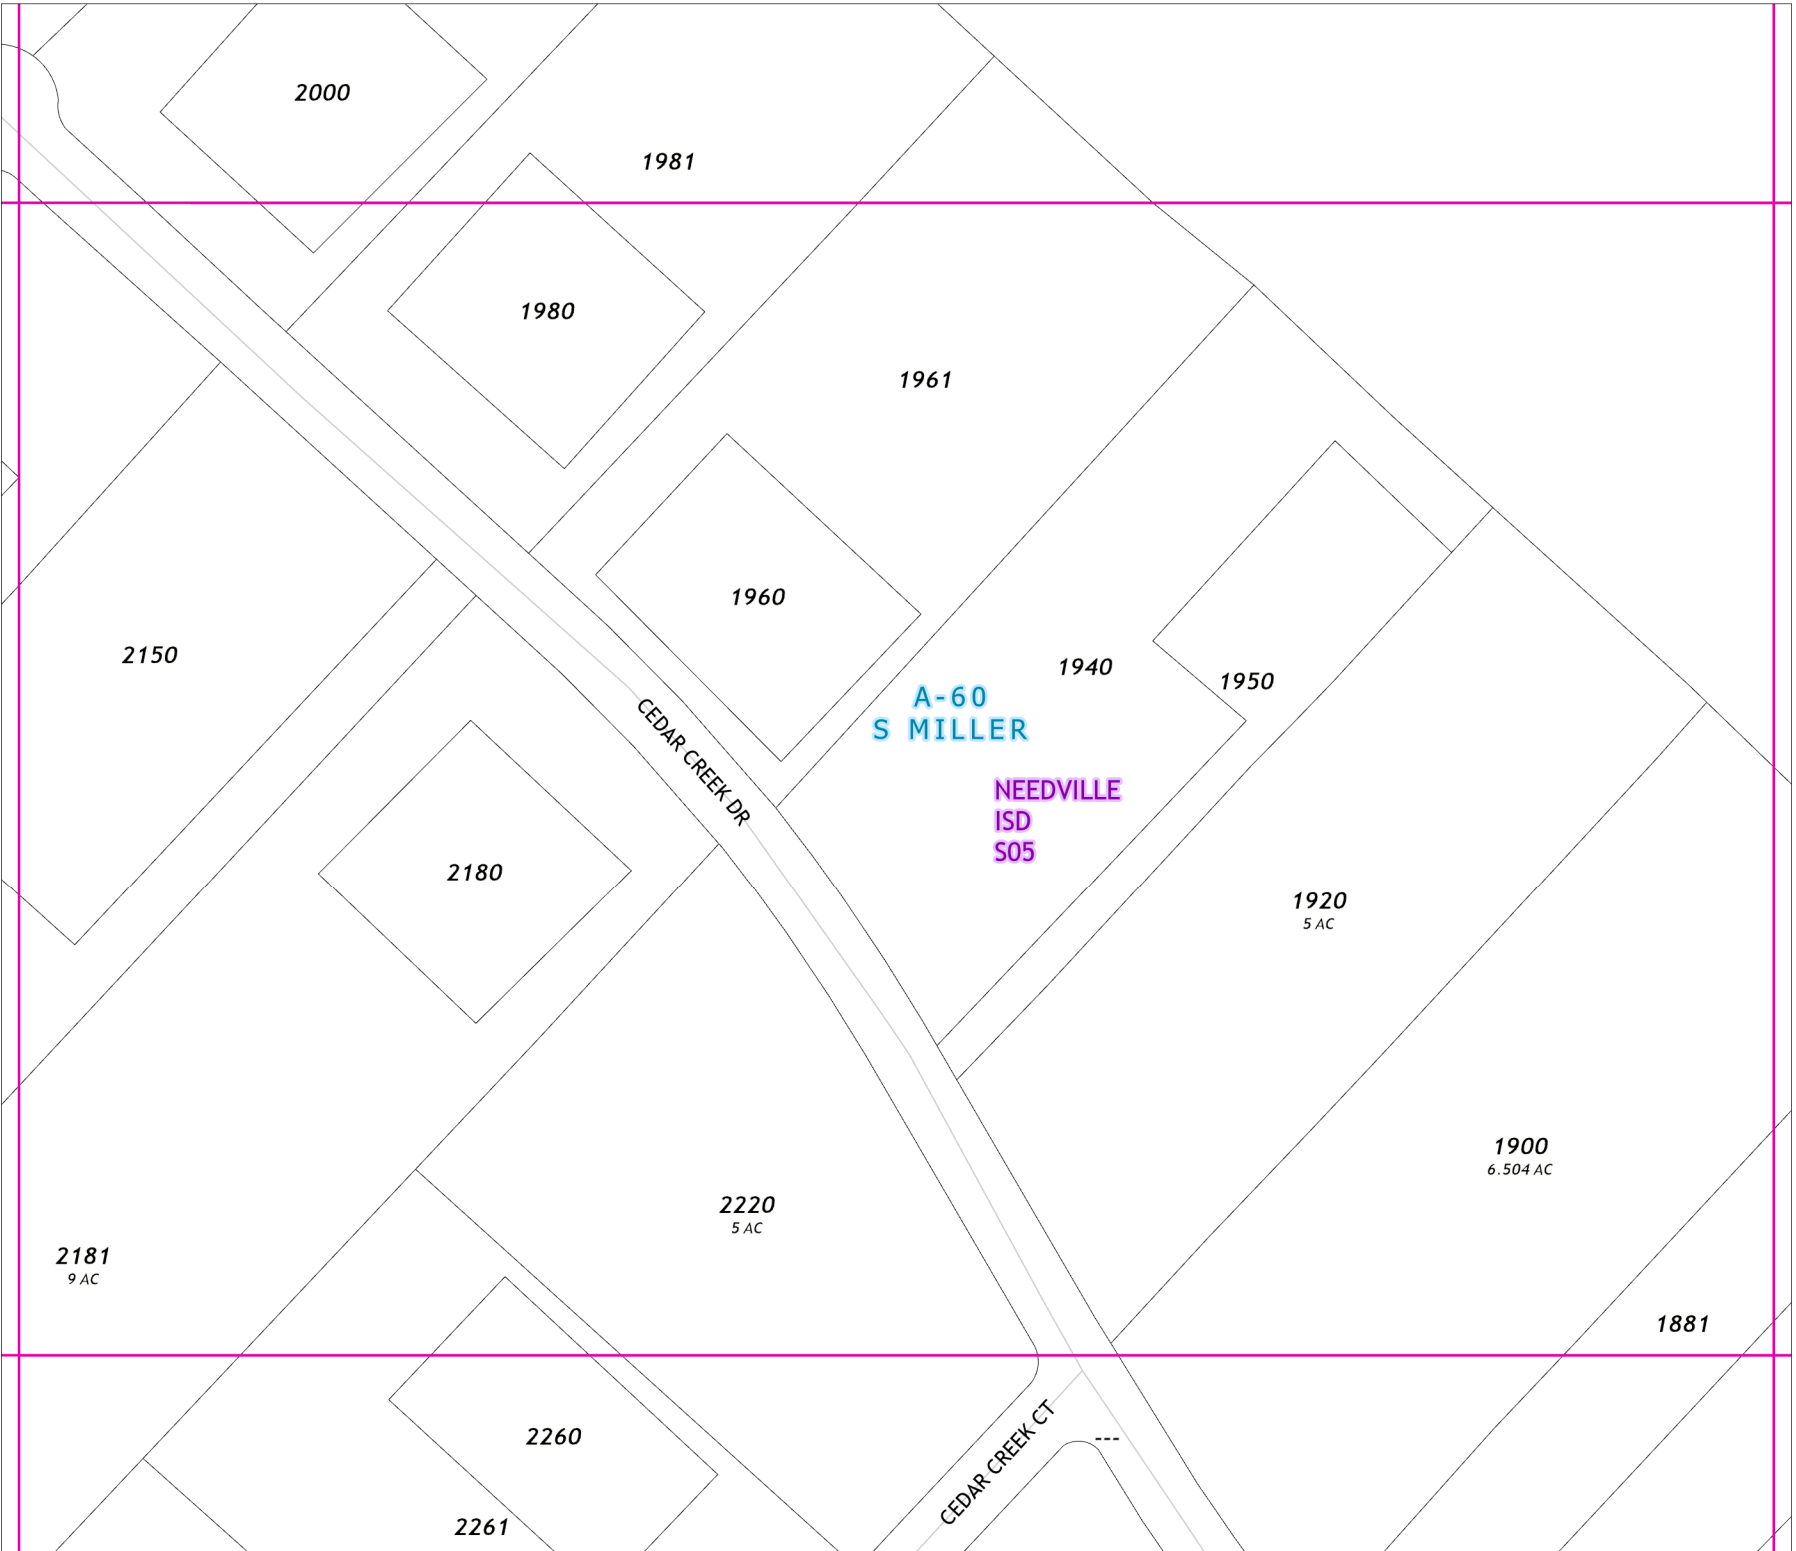 2000
1981
1980
1961
1960
2150
1940
1950
A-60
S MILLER
CEDAR CREEK DR
NEEDVILLE
ISD
S05
2180
1920
5 AC
1900
6.504 AC
2220
5 AC
2181
9 AC
1881
2260
CEDAR CREEK CT
---
2261